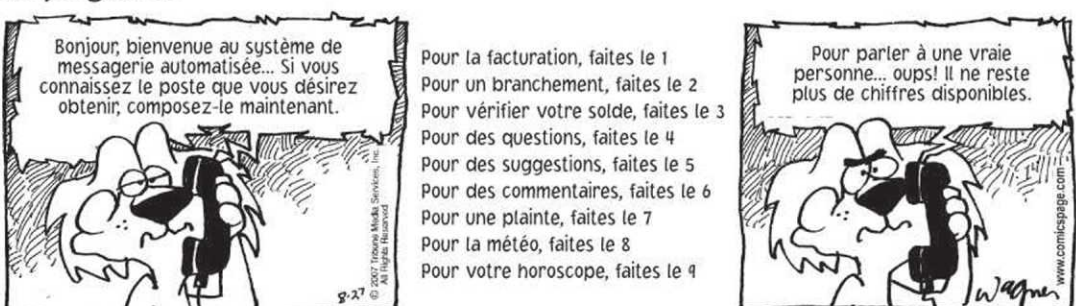 Bonjour, bienvenue au système de
messagerie automatisée... Si vous
connaissez le poste que vous désirez
obtenir, composez-le maintenant.
8-27
© 2007 Tribune Media Services, Inc.
All Rights Reserved
Pour la facturation, faites le 1
Pour un branchement, faites le 2
Pour vérifier votre solde, faites le 3
Pour des questions, faites le 4
Pour des suggestions, faites le 5
Pour des commentaires, faites le 6
Pour une plainte, faites le 7
Pour la météo, faites le 8
Pour votre horoscope, faites le 9
Pour parler à une vraie
personne... oups! Il ne reste
plus de chiffres disponibles.
www.comicspage.com
Wagner